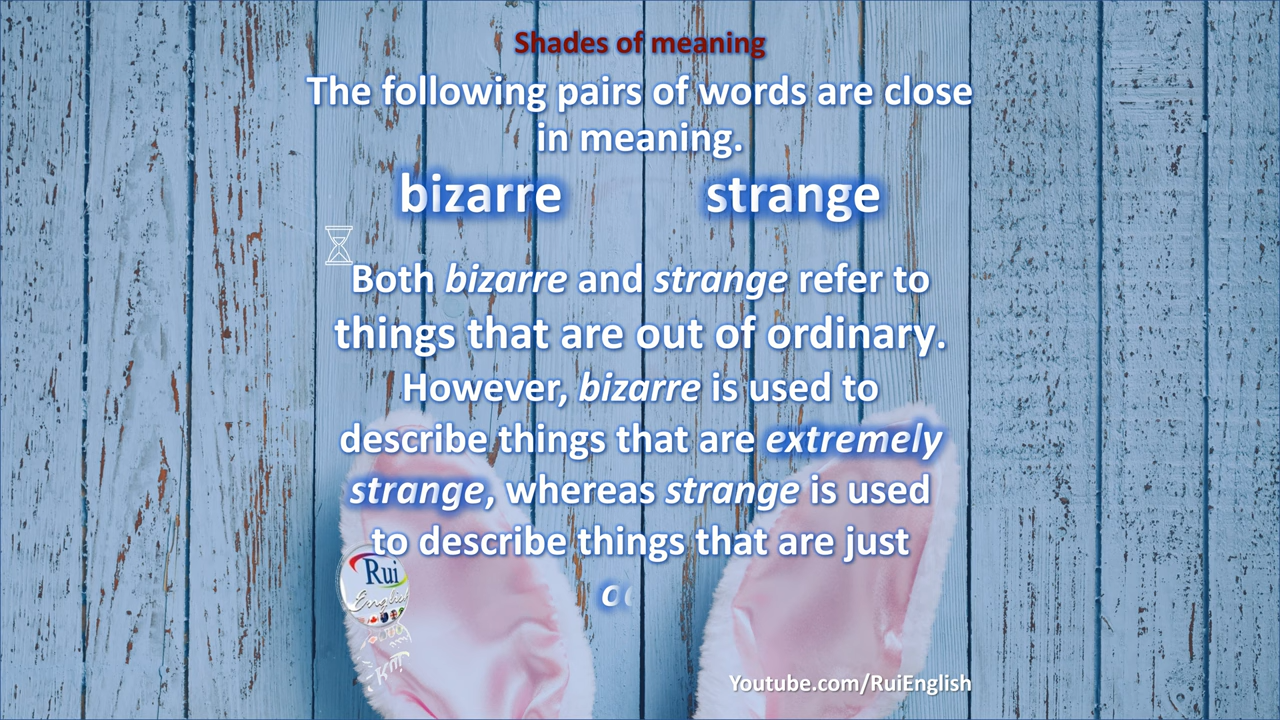 Shades of meaning
The following pairs of words are close
in meaning.
bizarre strange
Both bizarre and strange refer to
things that are out of ordinary.
However, bizarre is used to
describe things that are extremely
strange, whereas strange is used
to describe things that are just
Rui
English
Youtube.com/RuiEnglish